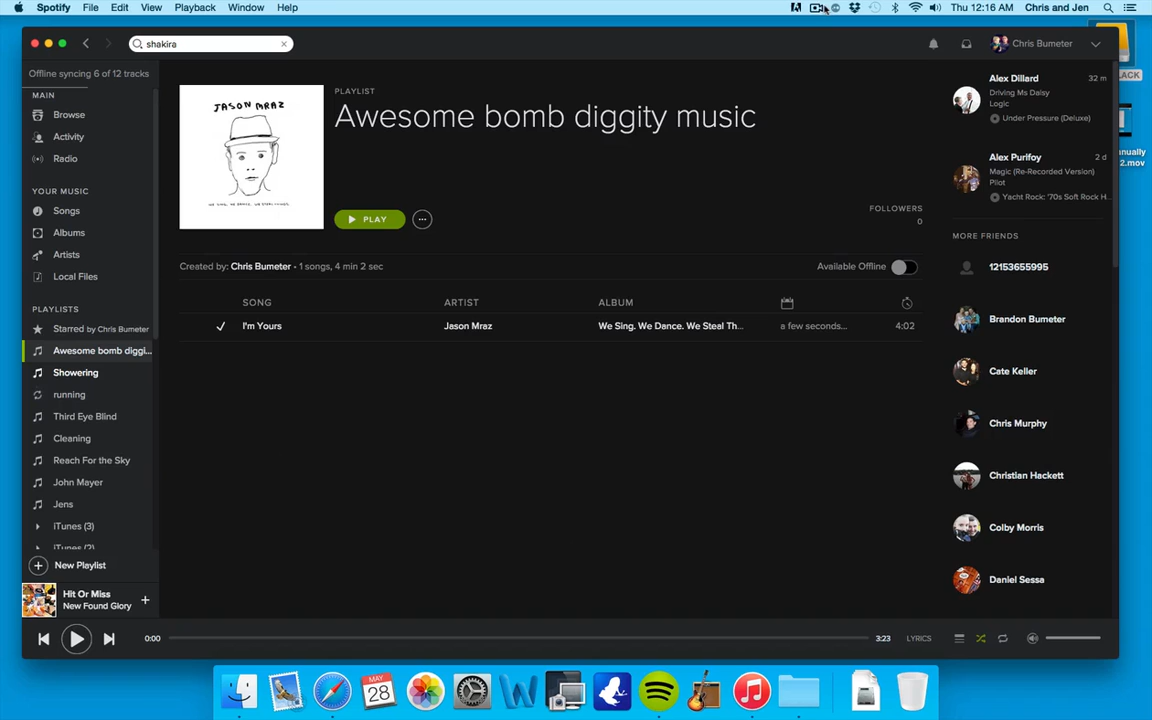 Spotify File Edit View Playback Window Help
Thu 12:16 AM Chris and Jen
shakira
Chris Bumeter
Offline syncing 6 of 12 tracks
MAIN
Browse
Activity
Radio
YOUR MUSIC
Songs
Albums
Artists
Local Files
PLAYLISTS
Starred by Chris Bumeter
Awesome bomb diggi...
Showering
running
Third Eye Blind
Cleaning
Reach For the Sky
John Mayer
Jens
iTunes (3)
iTunes (2)
New Playlist
Hit Or Miss
New Found Glory
JASON MRAZ
PLAYLIST
Awesome bomb diggity music
PLAY
FOLLOWERS
0
Created by: Chris Bumeter • 1 songs, 4 min 2 sec
Available Offline
SONG ARTIST ALBUM
I'm Yours Jason Mraz We Sing. We Dance. We Steal Th... a few seconds... 4:02
Alex Dillard 32 m
Driving Ms Daisy
Logic
Under Pressure (Deluxe)
Alex Purifoy 2 d
Magic (Re-Recorded Version)
Pilot
Yacht Rock: '70s Soft Rock H
MORE FRIENDS
12153655995
Brandon Bumeter
Cate Keller
Chris Murphy
Christian Hackett
Colby Morris
Daniel Sessa
0:00 3:23 LYRICS
LACK
nually
2.mov
MAY
28